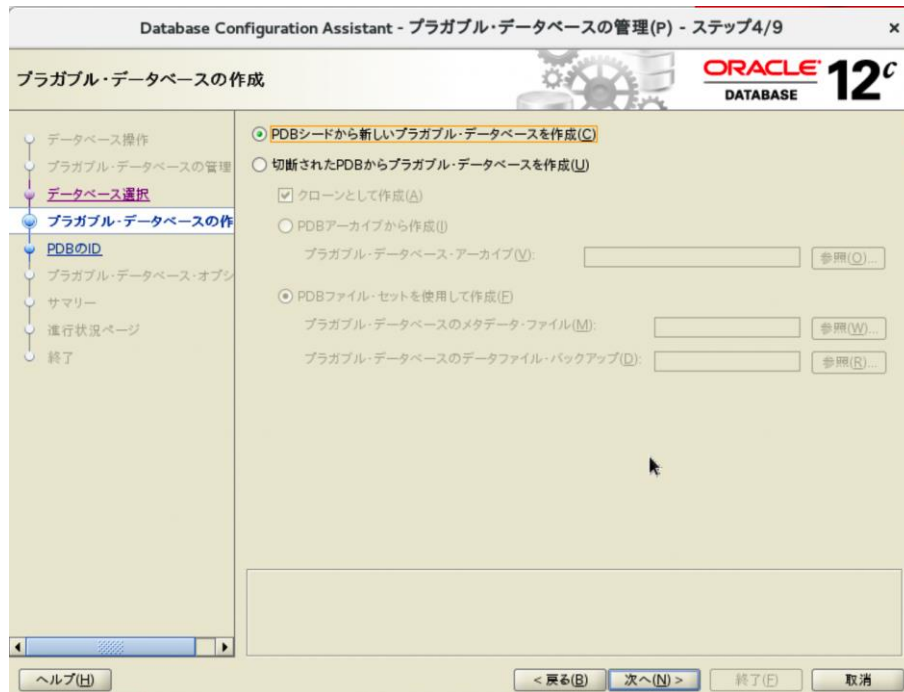 Database Configuration Assistant - プラガブル・データベースの管理(P) - ステップ4/9
プラガブル・データベースの作成
ORACLE
DATABASE
12c
データベース操作
プラガブル・データベースの管理
データベース選択
プラガブル・データベースの作
PDBのID
プラガブル・データベース・オプシ
サマリー
進行状況ページ
終了
PDBシードから新しいプラガブル・データベースを作成(C)
切断されたPDBからプラガブル・データベースを作成(U)
クローンとして作成(A)
PDBアーカイブから作成(I)
プラガブル・データベース・アーカイブ(V):
参照(O)...
PDBファイル・セットを使用して作成(F)
プラガブル・データベースのメタデータ・ファイル(M):
参照(W)...
プラガブル・データベースのデータファイル・バックアップ(D):
参照(R)...
ヘルプ(H)
< 戻る(B)
次へ(N) >
終了(F)
取消